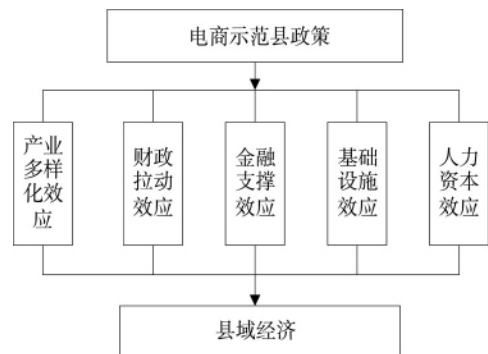 电商示范县政策
产业
多样
化效
应
财政
拉动
效应
金融
支撑
效应
基础
设施
效应
人力
资本
效应
县域经济